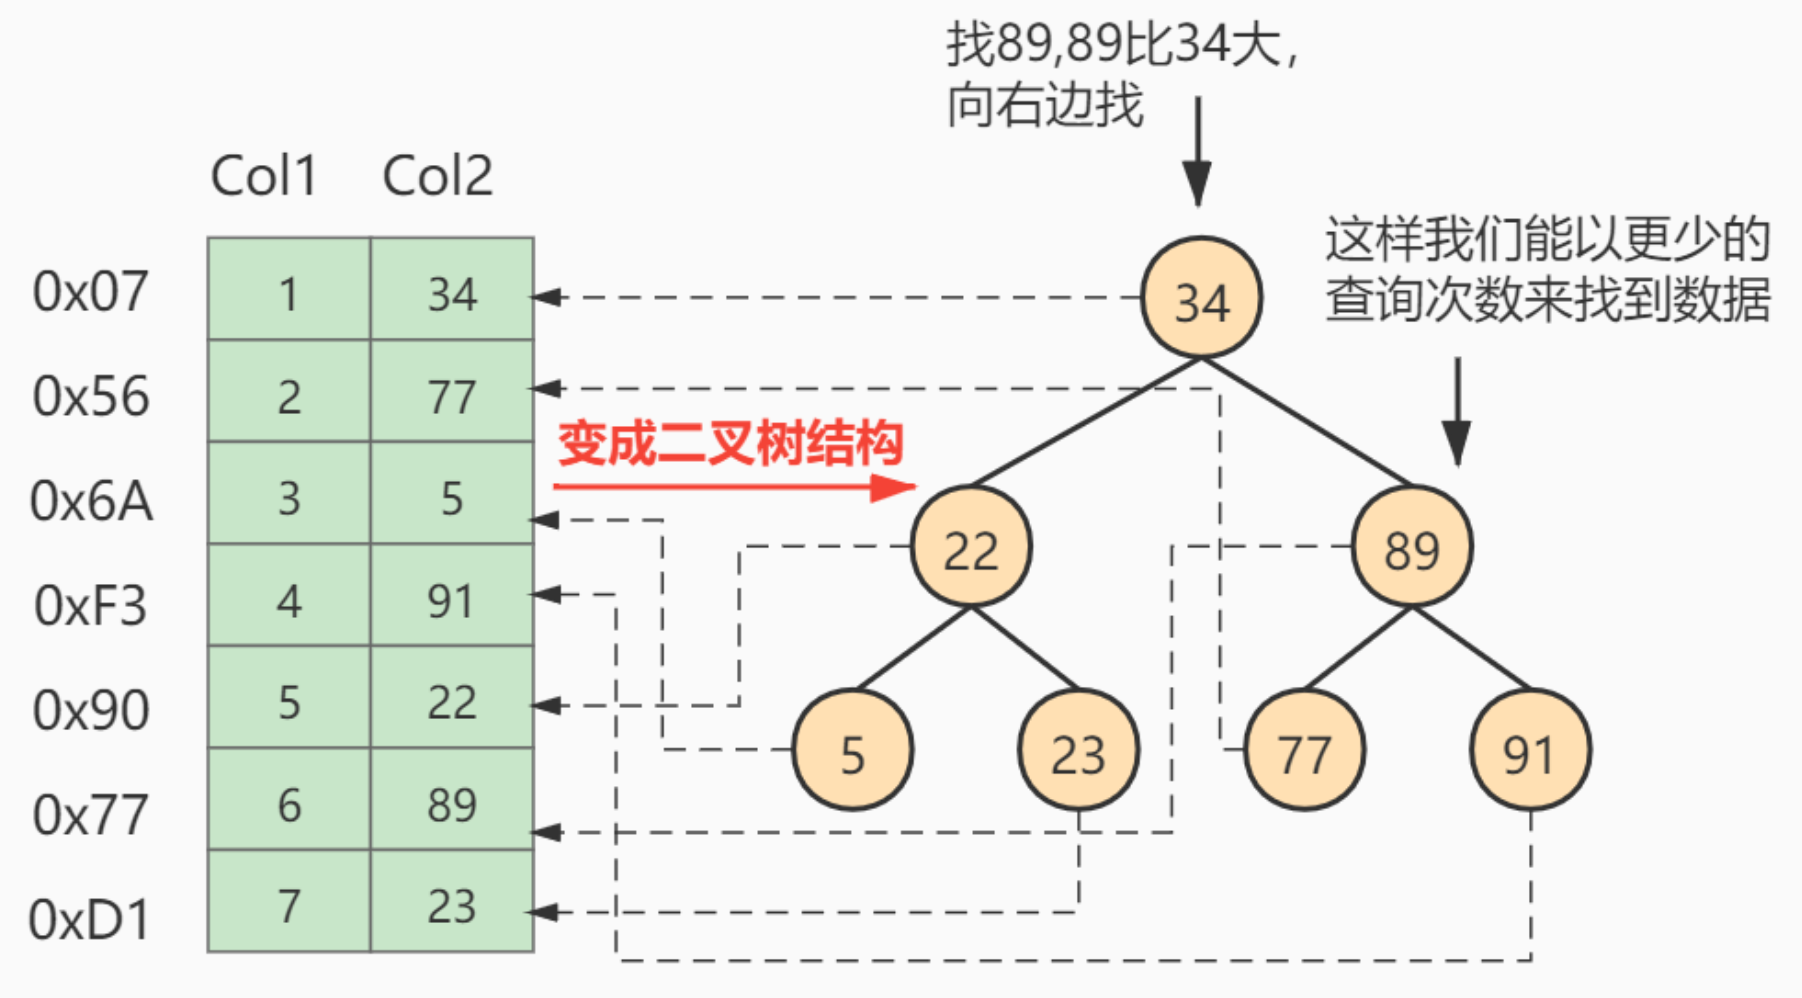 找89,89比34大，
向右边找
Col1 Col2
0x07 1 34
0x56 2 77
0x6A 3 5
0xF3 4 91
0x90 5 22
0x77 6 89
0xD1 7 23
变成二叉树结构
这样我们能以更少的
查询次数来找到数据
34
22 89
5 23 77 91